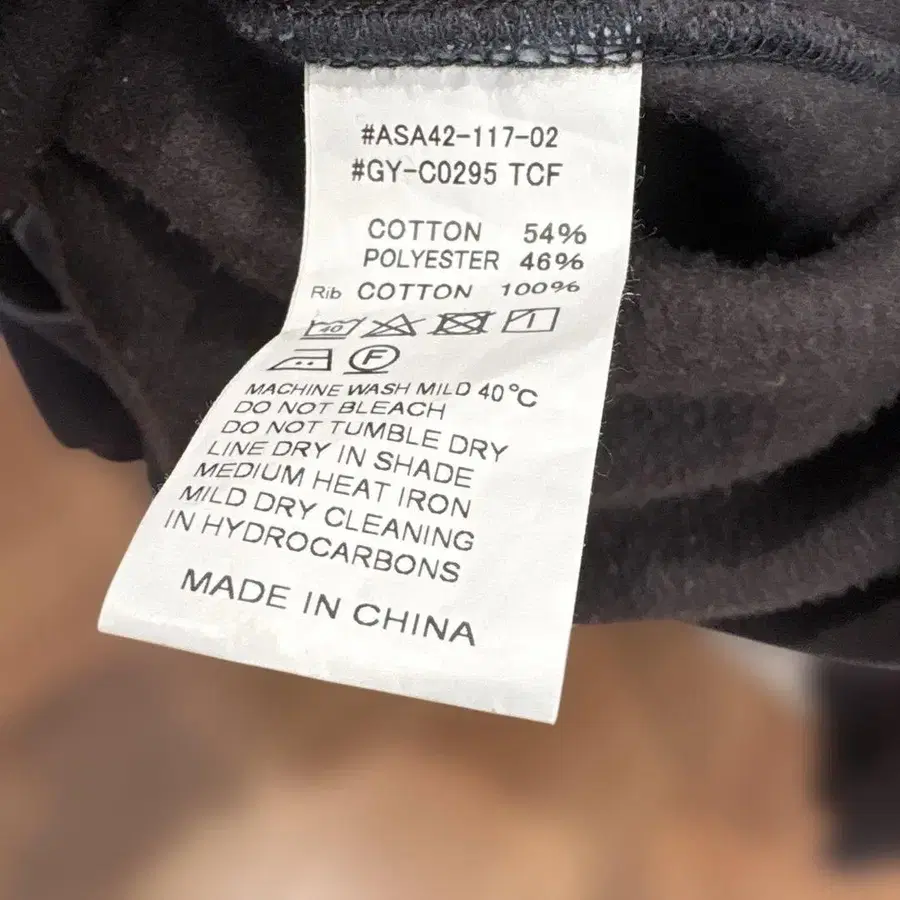 #ASA42-117-02
#GY-C0295 TCF
COTTON 54%
POLYESTER 46%
Rib COTTON 100%
40
F
MACHINE WASH MILD 40°C
DO NOT BLEACH
DO NOT TUMBLE DRY
LINE DRY IN SHADE
MEDIUM HEAT IRON
MILD DRY CLEANING
IN HYDROCARBONS
MADE IN CHINA